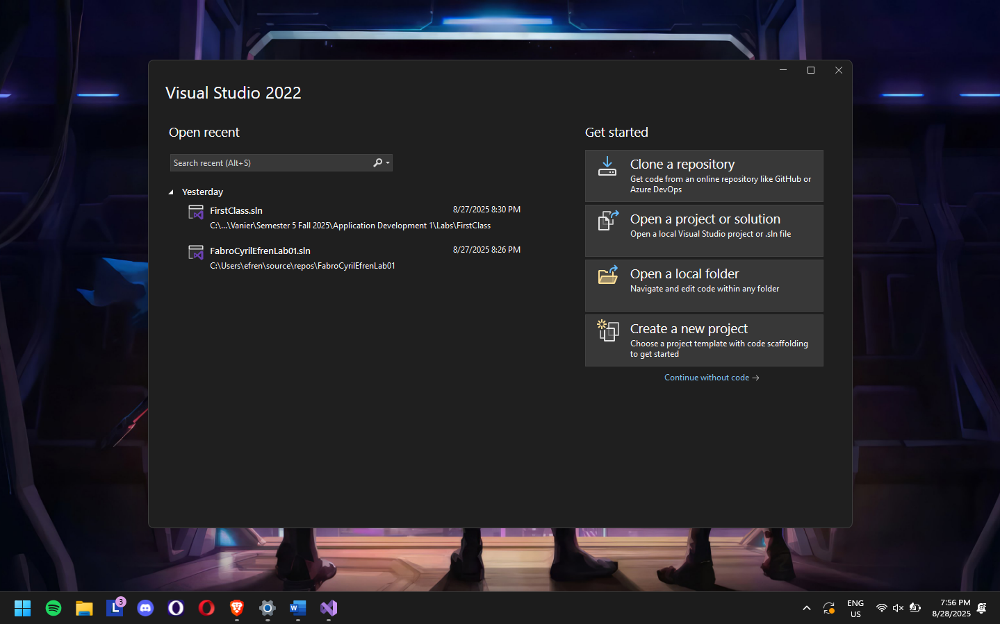 Visual Studio 2022
Open recent
Search recent (Alt+S)
Yesterday
FirstClass.sln
8/27/2025 8:30 PM
C:\...\Vanier\Semester 5 Fall 2025\Application Development 1\Labs\FirstClass
FabroCyrilEfrenLab01.sln
8/27/2025 8:26 PM
C:\Users\efren\source\repos\FabroCyrilEfrenLab01
Get started
Clone a repository
Get code from an online repository like GitHub or
Azure DevOps
Open a project or solution
Open a local Visual Studio project or .sln file
Open a local folder
Navigate and edit code within any folder
Create a new project
Choose a project template with code scaffolding
to get started
Continue without code →
L
3
W
ENG
US
7:56 PM
8/28/2025